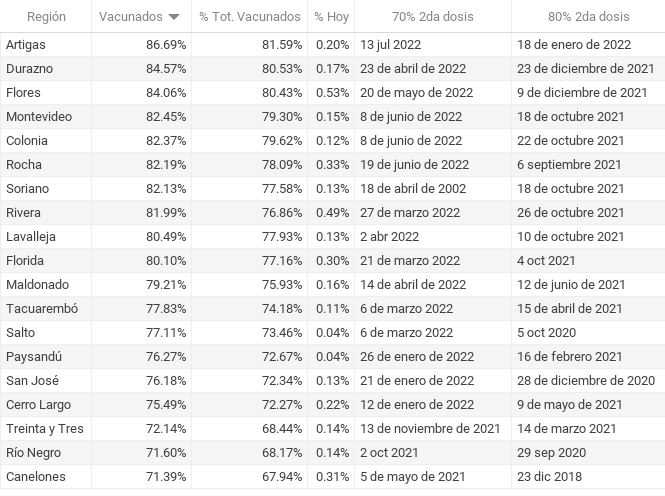 Región Vacunados % Tot. Vacunados % Hoy 70% 2da dosis 80% 2da dosis
Artigas 86.69% 81.59% 0.20% 13 jul 2022 18 de enero de 2022
Durazno 84.57% 80.53% 0.17% 23 de abril de 2022 23 de diciembre de 2021
Flores 84.06% 80.43% 0.53% 20 de mayo de 2022 9 de diciembre de 2021
Montevideo 82.45% 79.30% 0.15% 8 de junio de 2022 18 de octubre 2021
Colonia 82.37% 79.62% 0.12% 8 de junio de 2022 22 de octubre 2021
Rocha 82.19% 78.09% 0.33% 19 de junio de 2022 6 septiembre 2021
Soriano 82.13% 77.58% 0.13% 18 de abril de 2002 18 de octubre 2021
Rivera 81.99% 76.86% 0.49% 27 de marzo 2022 26 de octubre 2021
Lavalleja 80.49% 77.93% 0.13% 2 abr 2022 10 de octubre 2021
Florida 80.10% 77.16% 0.30% 21 de marzo 2022 4 oct 2021
Maldonado 79.21% 75.93% 0.16% 14 de abril de 2022 12 de junio de 2021
Tacuarembó 77.83% 74.18% 0.11% 6 de marzo 2022 15 de abril de 2021
Salto 77.11% 73.46% 0.04% 6 de marzo 2022 5 oct 2020
Paysandú 76.27% 72.67% 0.04% 26 de enero de 2022 16 de febrero 2021
San José 76.18% 72.34% 0.13% 21 de enero de 2022 28 de diciembre de 2020
Cerro Largo 75.49% 72.27% 0.22% 12 de enero de 2022 9 de mayo de 2021
Treinta y Tres 72.14% 68.44% 0.14% 13 de noviembre de 2021 14 de marzo 2021
Río Negro 71.60% 68.17% 0.14% 2 oct 2021 29 sep 2020
Canelones 71.39% 67.94% 0.31% 5 de mayo de 2021 23 dic 2018